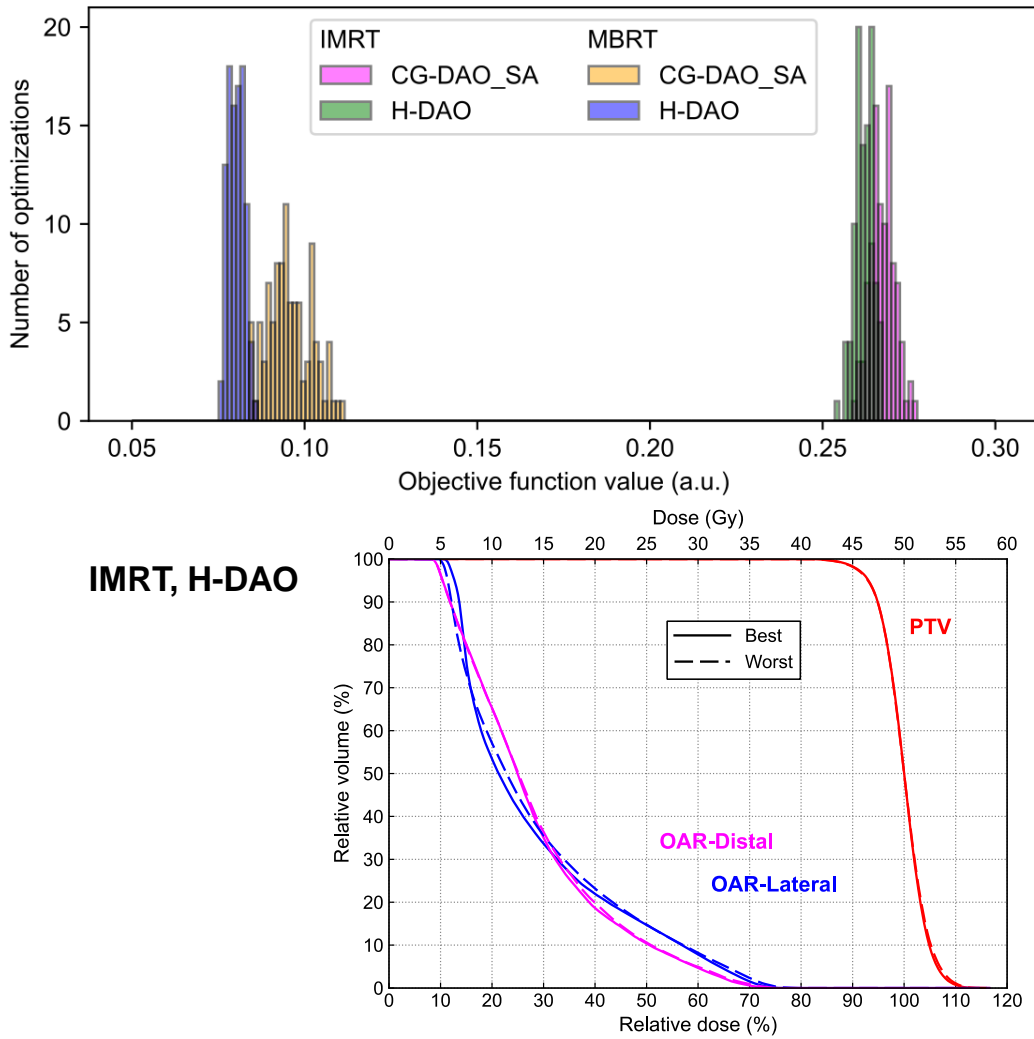 20
15
10
5
0
Number of optimizations
IMRT MBRT
CG-DAO_SA CG-DAO_SA
H-DAO H-DAO
0.05 0.10 0.15 0.20 0.25 0.30
Objective function value (a.u.)
IMRT, H-DAO
Dose (Gy)
0 5 10 15 20 25 30 35 40 45 50 55 60
100
90
80
70
60
50
40
30
20
10
0
Relative volume (%)
Best
Worst
PTV
OAR-Distal
OAR-Lateral
0 10 20 30 40 50 60 70 80 90 100 110 120
Relative dose (%)